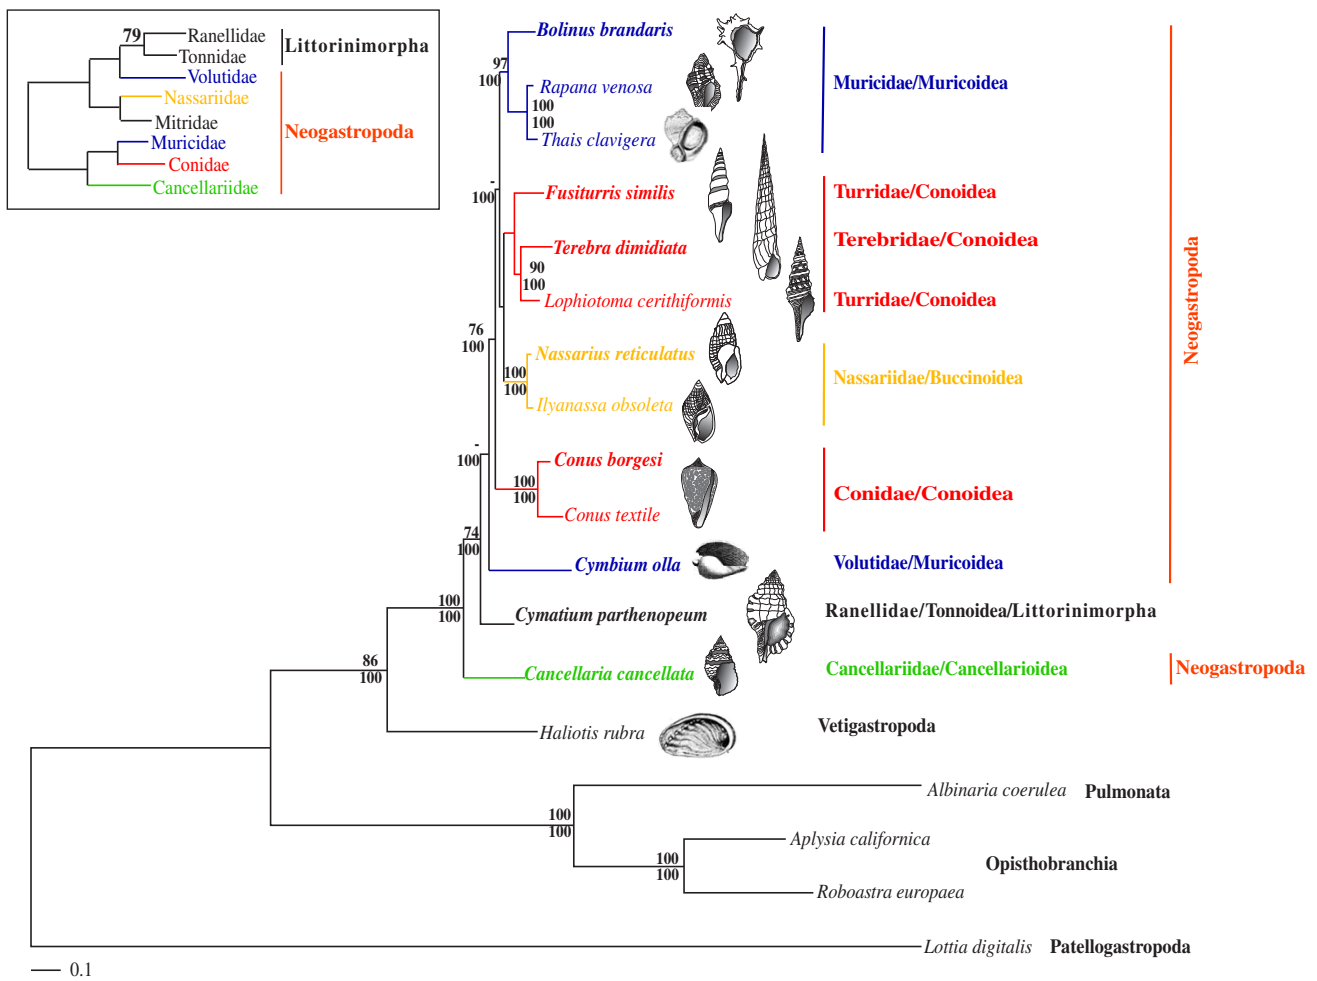 79
Ranellidae
Tonnidae
Littorinimorpha
Volutidae
Nassariidae
Mitridae
Muricidae
Conidae
Cancellariidae
Neogastropoda
Bolinus brandaris
97
100
Rapana venosa
100
100
Thais clavigera
Muricidae/Muricoidea
-
100
Fusiturris similis
Turridae/Conoidea
Terebra dimidiata
Terebridae/Conoidea
90
100
Lophiotoma cerithiformis
Turridae/Conoidea
Neogastropoda
76
100
Nassarius reticulatus
100
100
Nassariidae/Buccinoidea
Ilyanassa obsoleta
-
100
Conus borgesi
100
100
Conidae/Conoidea
Conus textile
74
100
Cymbium olla
Volutidae/Muricoidea
100
100
Cymatium parthenopeum
Ranellidae/Tonnoidea/Littorinimorpha
86
100
Cancellaria cancellata
Cancellariidae/Cancellarioidea
Neogastropoda
Haliotis rubra
Vetigastropoda
Albinaria coerulea Pulmonata
100
100
Aplysia californica
100
100
Opisthobranchia
Roboastra europaea
Lottia digitalis Patellogastropoda
0.1